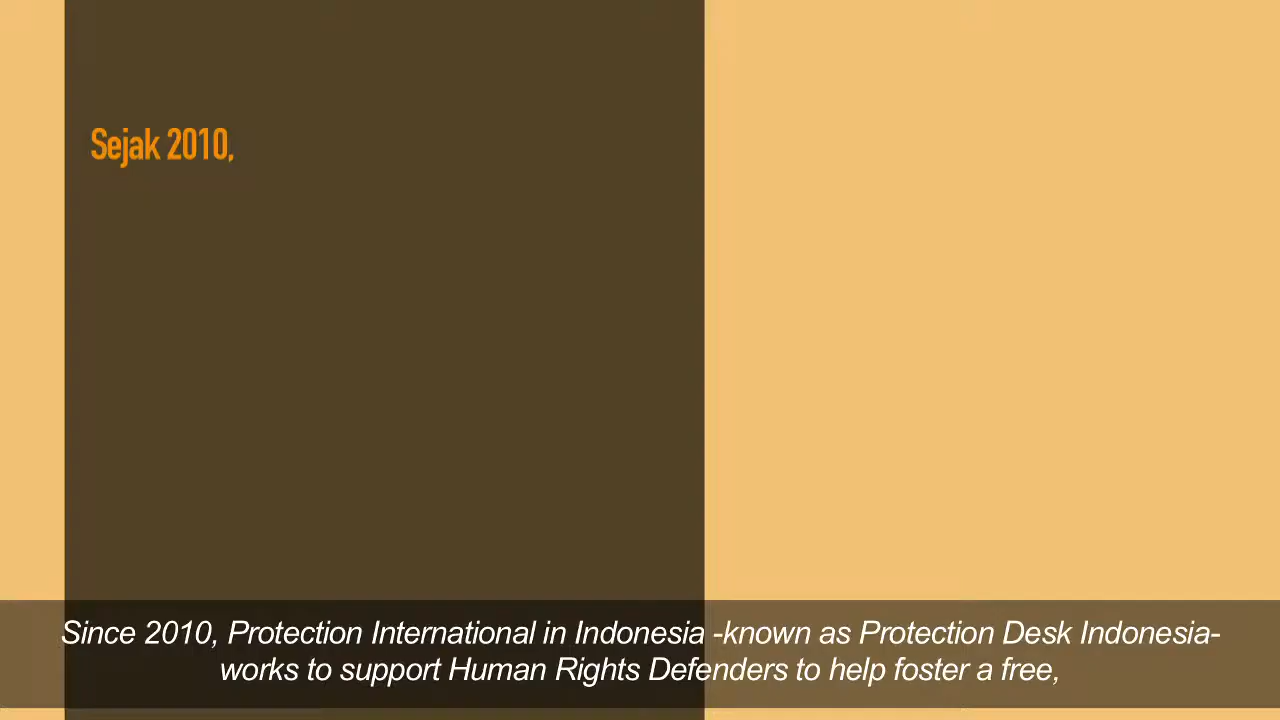 Sejak 2010,
Since 2010, Protection International in Indonesia -known as Protection Desk Indonesia-
works to support Human Rights Defenders to help foster a free,